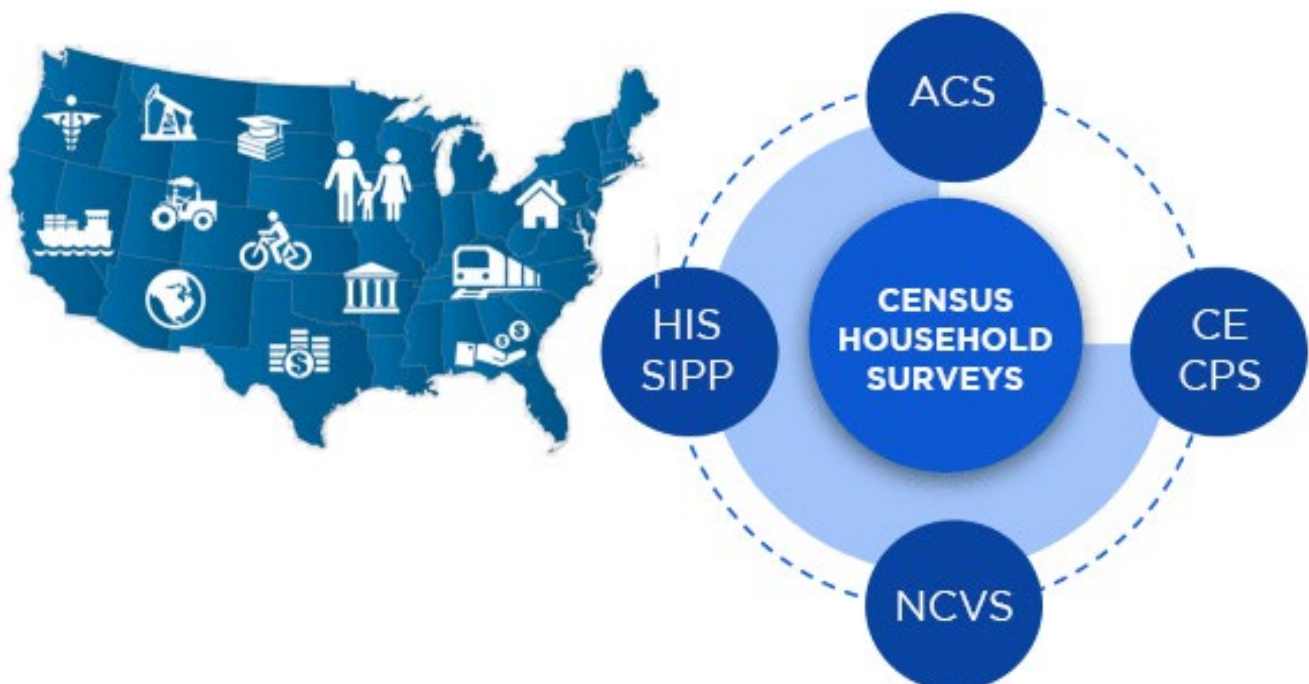 ACS
CENSUS
HOUSEHOLD
SURVEYS
HIS
SIPP
CE
CPS
NCVS
$
$
$